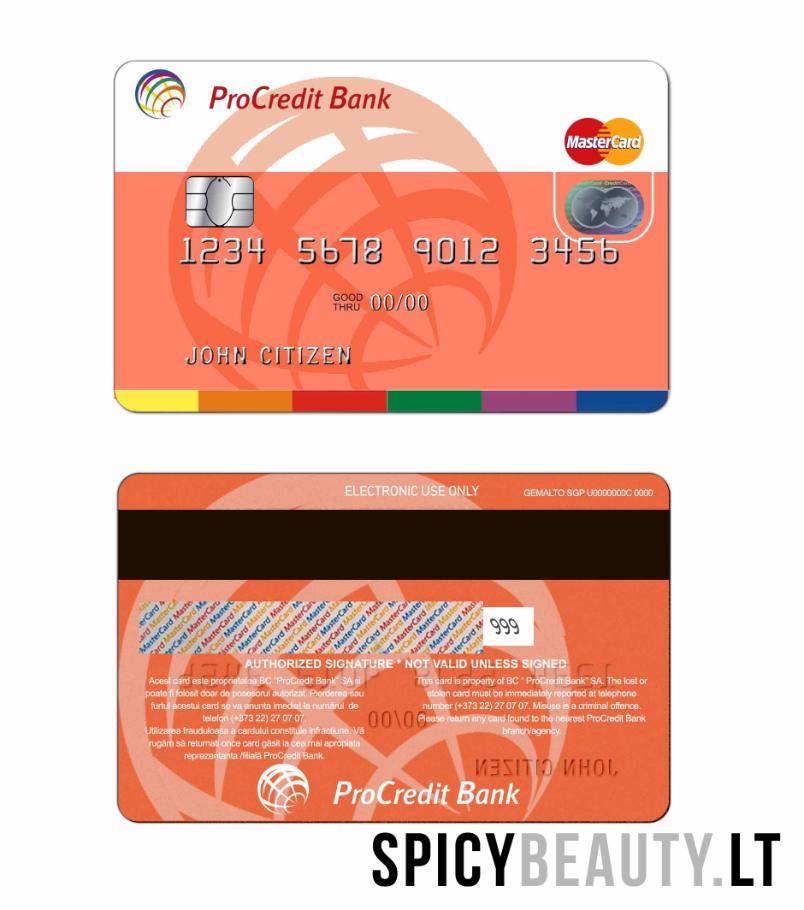 ProCredit Bank
MasterCard
1234 5678 9012 3456
GOOD THRU 00/00
JOHN CITIZEN
ELECTRONIC USE ONLY
GEMALTO SGP U0000000C 0000
999
AUTHORIZED SIGNATURE * NOT VALID UNLESS SIGNED
Acest card este proprietatea BC "ProCredit Bank" SA si
poate fi folosit doar de posesorul autorizat. Pierderea sau
furtul acestui card se va anunta imediat la numărul de
telefon (+373 22) 27 07 07.
Utilizarea frauduloasa a cardului constituie infractiune. Vă
rugăm să returnati orice card găsit la cea mai apropiata
reprezentanta /filială ProCredit Bank.
This card is property of BC " ProCredit Bank" SA. The lost or
stolen card must be immediately reported at telephone
number (+373 22) 27 07 07. Misuse is a criminal offence.
Please return any card found to the nearest ProCredit Bank
branch/agency.
00/00
JOHN CITIZEN
ProCredit Bank
SPICYBEAUTY.LT